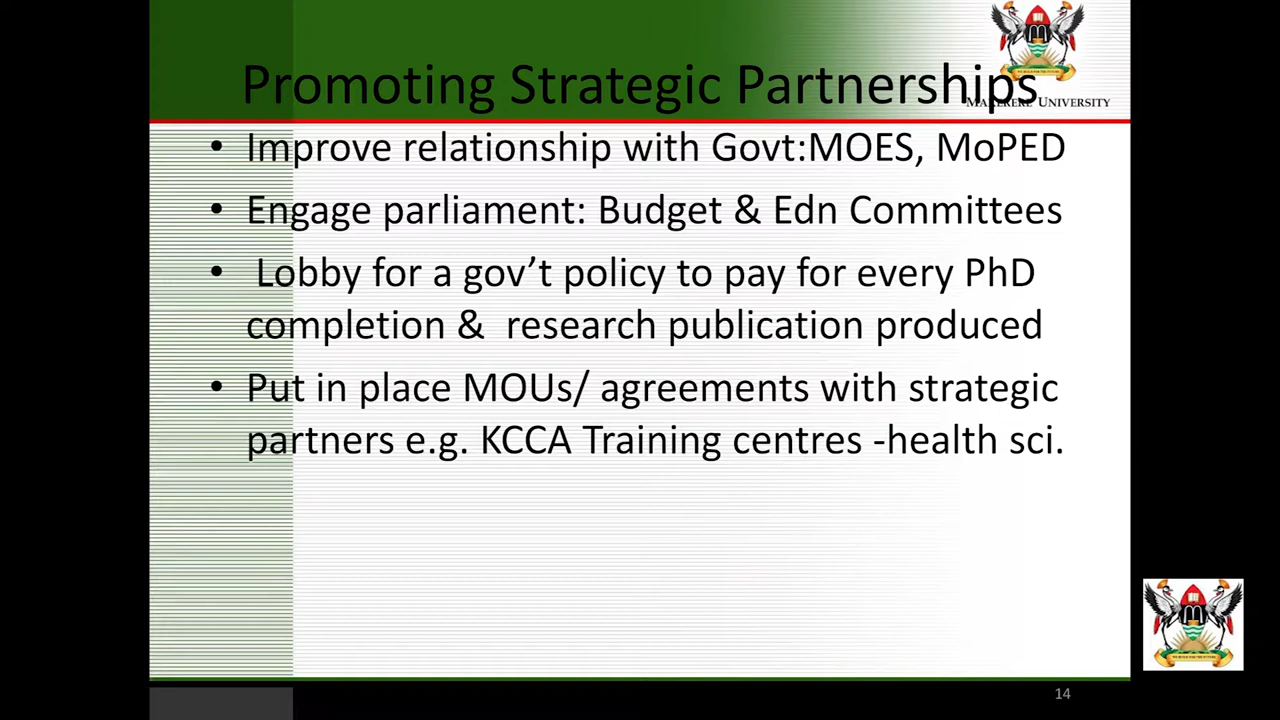 Promoting Strategic Partnerships
MAKERERE UNIVERSITY
• Improve relationship with Govt:MOES, MoPED
• Engage parliament: Budget & Edn Committees
• Lobby for a gov’t policy to pay for every PhD
completion & research publication produced
• Put in place MOUs/ agreements with strategic
partners e.g. KCCA Training centres -health sci.
14